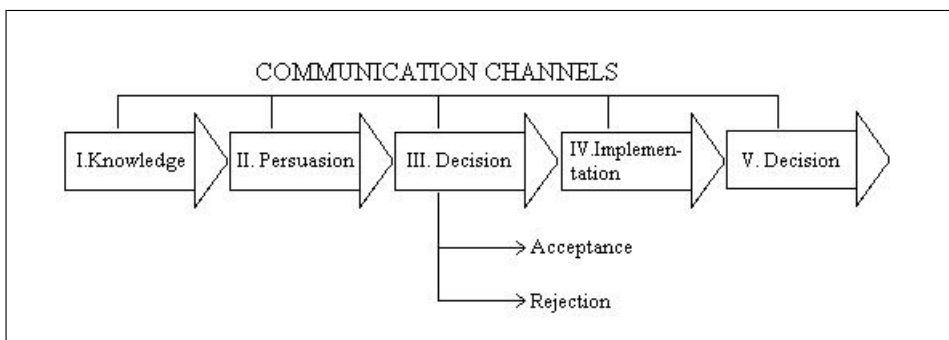 COMMUNICATION CHANNELS
I.Knowledge
II. Persuasion
III. Decision
IV.Implemen-
tation
V. Decision
Acceptance
Rejection